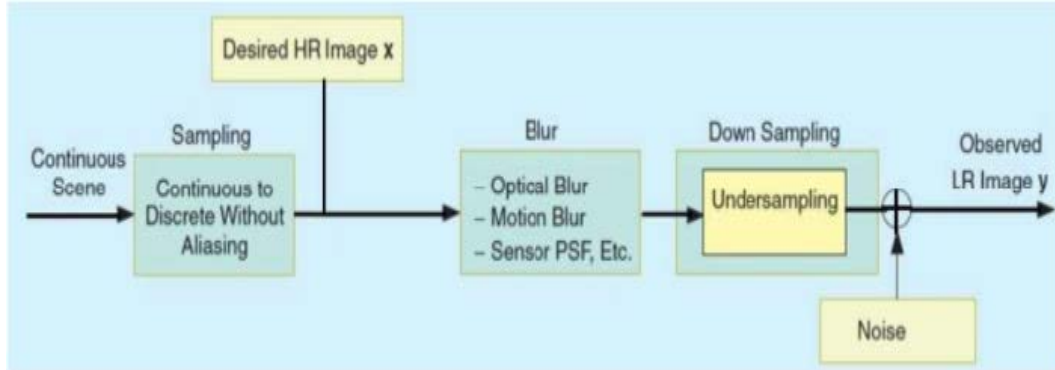 Desired HR Image x
Sampling
Continuous
Scene
Continuous to
Discrete Without
Aliasing
Blur
– Optical Blur
– Motion Blur
– Sensor PSF, Etc.
Down Sampling
Undersampling
Observed
LR Image y
Noise